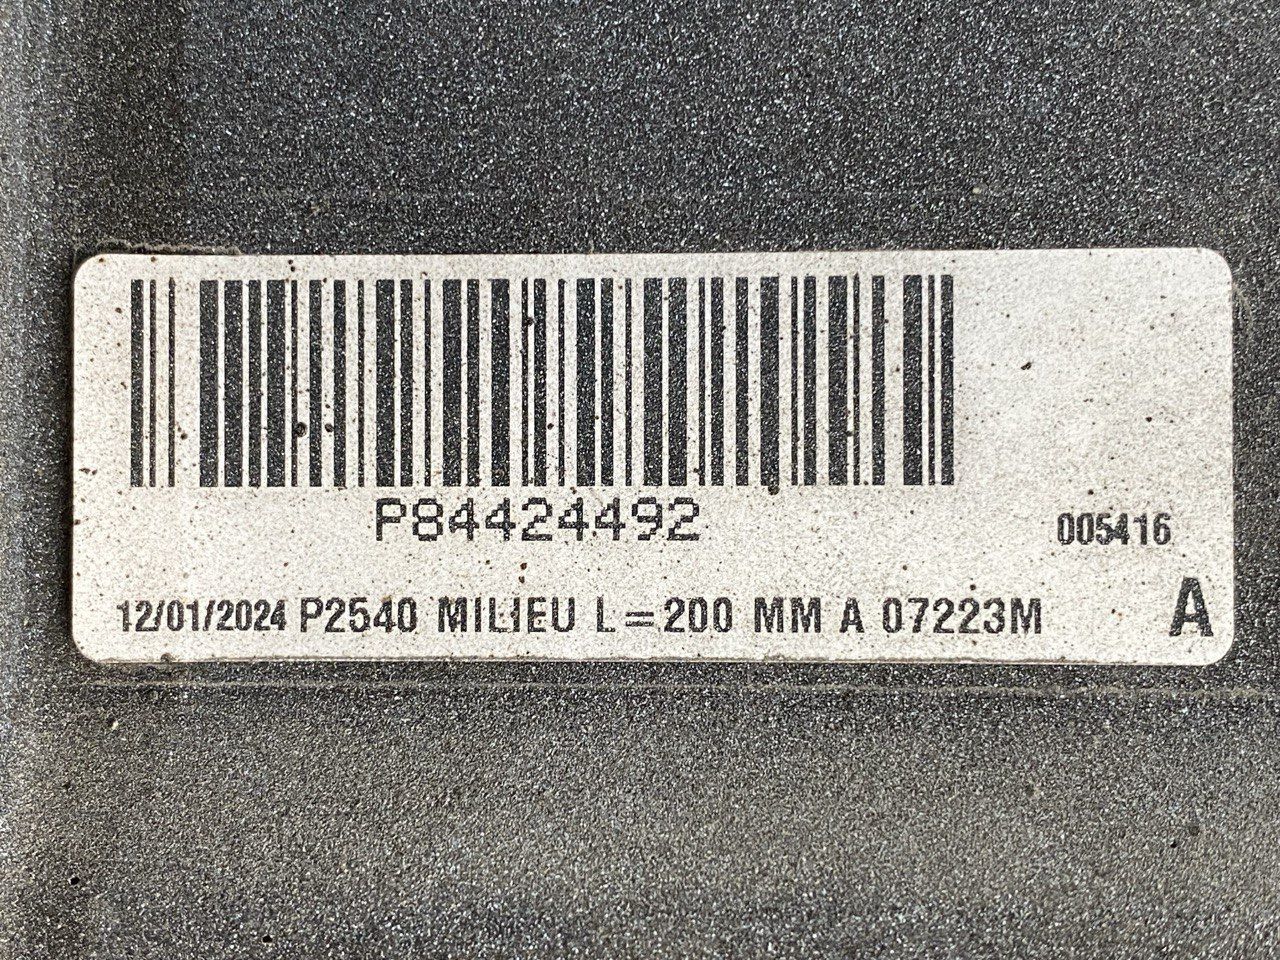 P84424492
005416
12/01/2024 P2540 MILIEU L=200 MM A 07223M
A